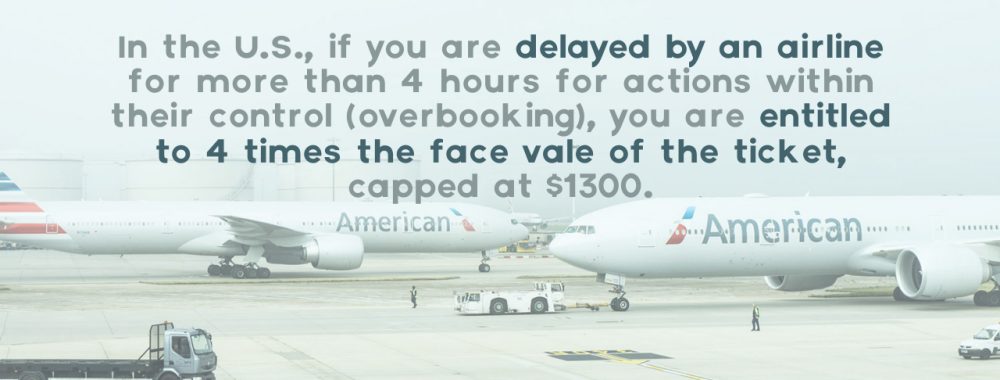 In the U.S., if you are delayed by an airline
for more than 4 hours for actions within
their control (overbooking), you are entitled
to 4 times the face vale of the ticket,
capped at $1300.
American
American